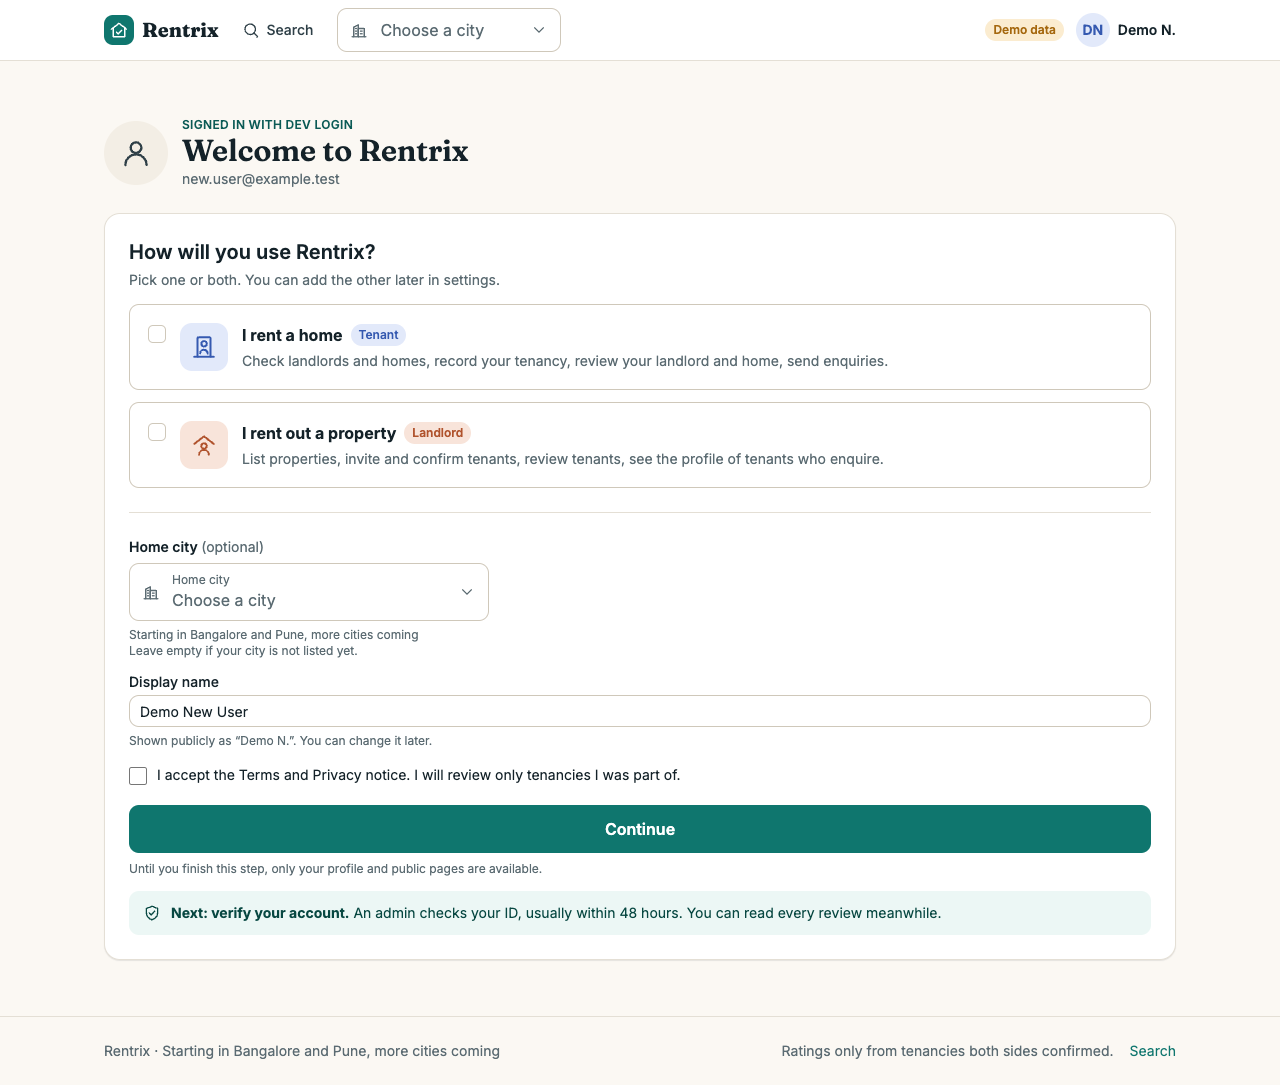 Rentrix
Search
Choose a city
Demo data
DN
Demo N.
SIGNED IN WITH DEV LOGIN
Welcome to Rentrix
new.user@example.test
How will you use Rentrix?
Pick one or both. You can add the other later in settings.
I rent a home Tenant
Check landlords and homes, record your tenancy, review your landlord and home, send enquiries.
I rent out a property Landlord
List properties, invite and confirm tenants, review tenants, see the profile of tenants who enquire.
Home city (optional)
Home city
Choose a city
Starting in Bangalore and Pune, more cities coming
Leave empty if your city is not listed yet.
Display name
Demo New User
Shown publicly as “Demo N.”. You can change it later.
I accept the Terms and Privacy notice. I will review only tenancies I was part of.
Continue
Until you finish this step, only your profile and public pages are available.
Next: verify your account. An admin checks your ID, usually within 48 hours. You can read every review meanwhile.
Rentrix · Starting in Bangalore and Pune, more cities coming
Ratings only from tenancies both sides confirmed.
Search